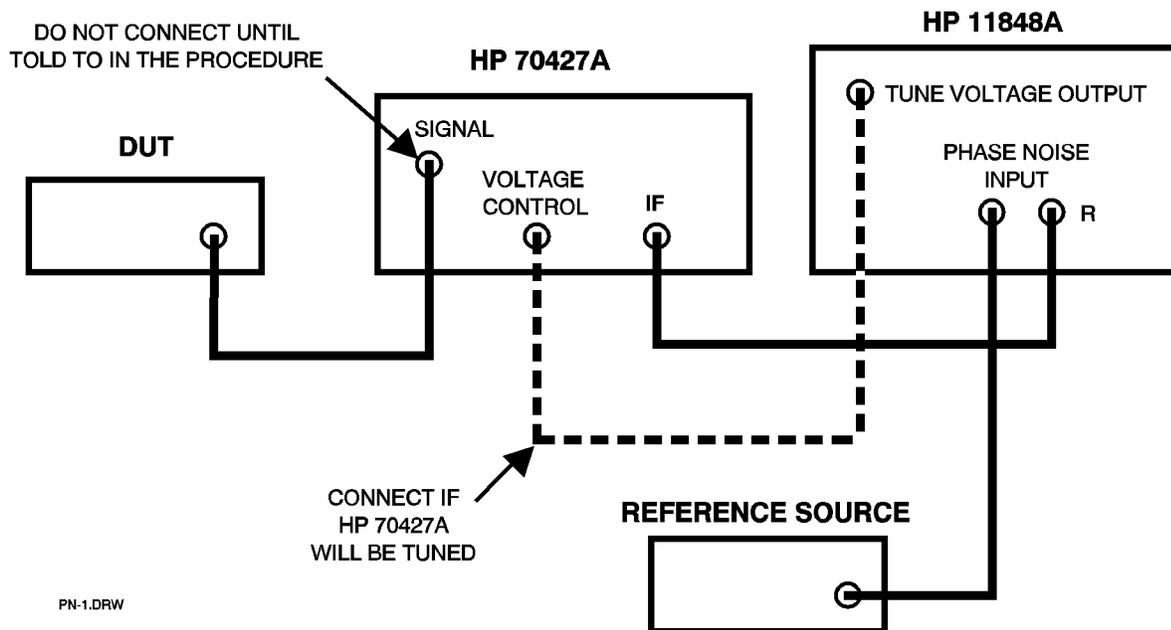 DO NOT CONNECT UNTIL
TOLD TO IN THE PROCEDURE
HP 11848A
HP 70427A
TUNE VOLTAGE OUTPUT
SIGNAL
DUT
PHASE NOISE
INPUT
VOLTAGE
CONTROL
IF
R
CONNECT IF
HP 70427A
WILL BE TUNED
REFERENCE SOURCE
PN-1.DRW